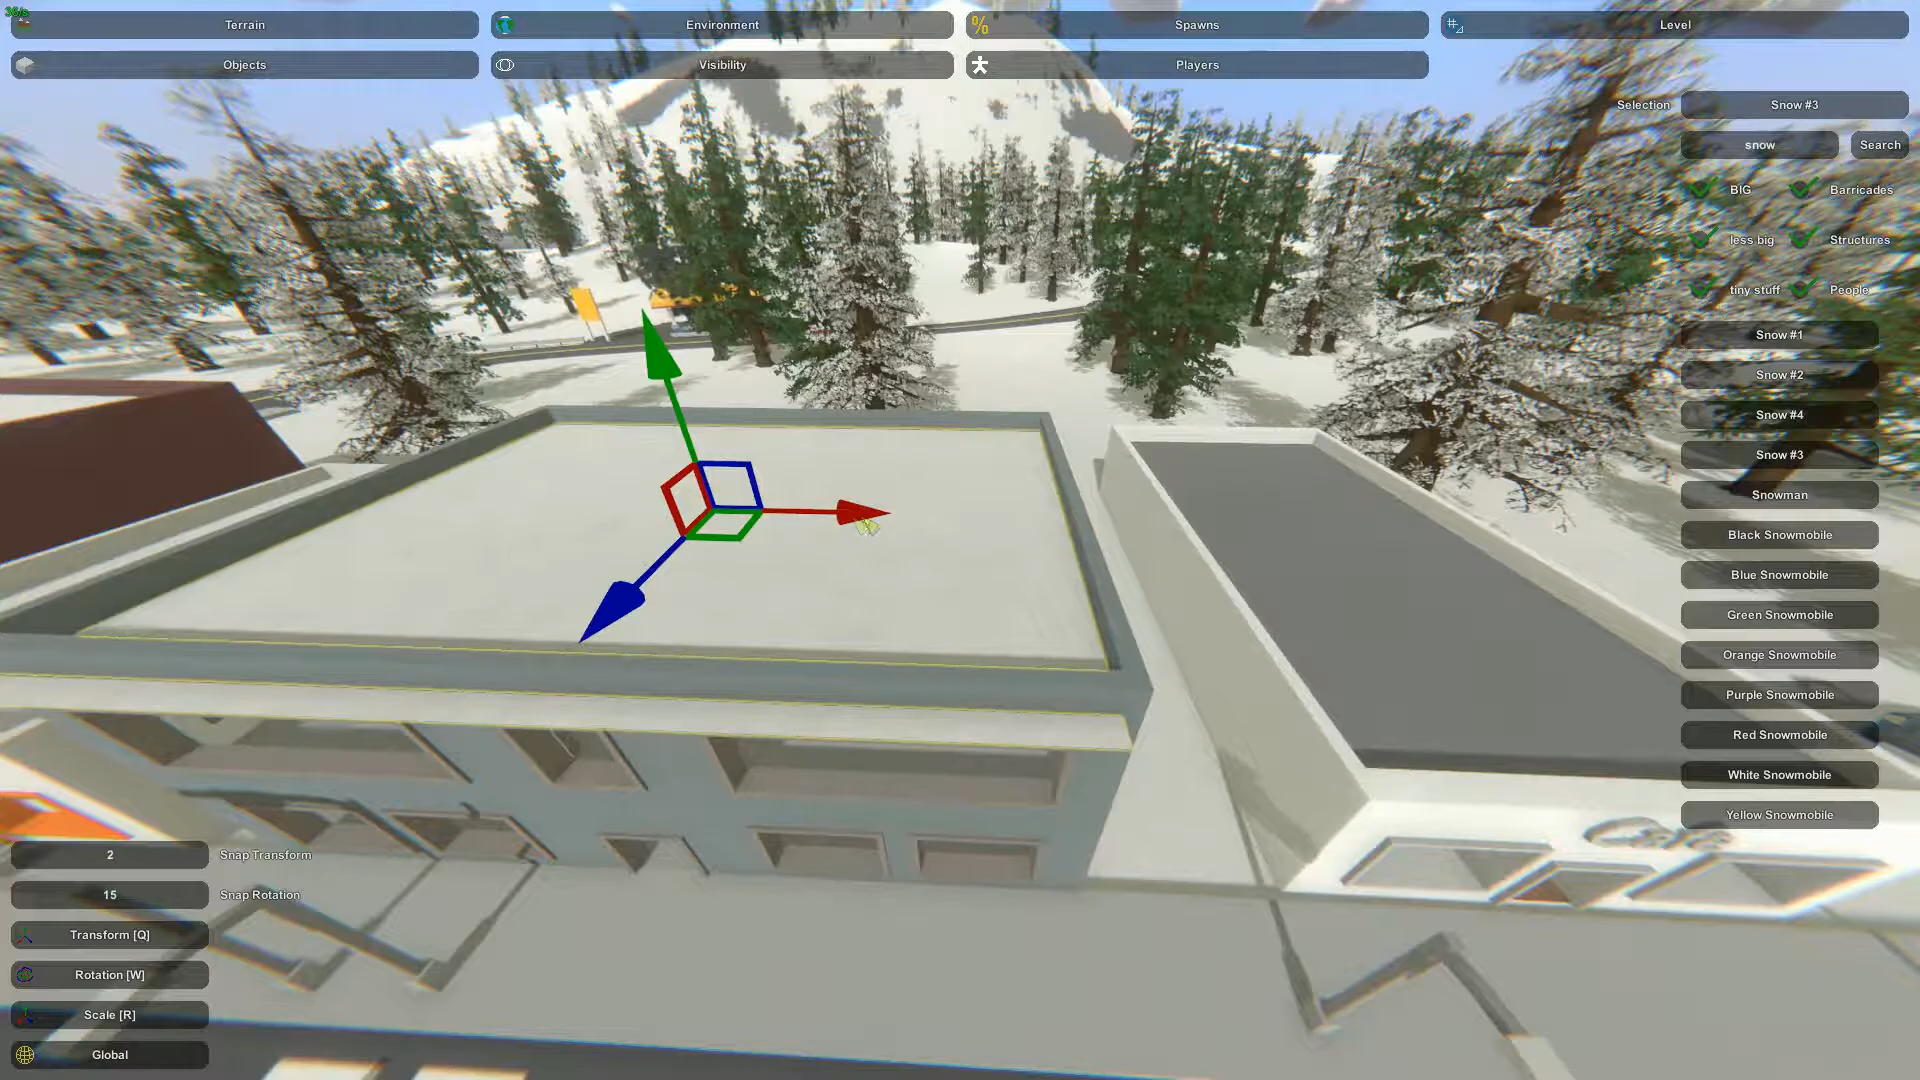 36/s
Terrain
Environment
Spawns
Level
Objects
Visibility
Players
Selection
Snow #3
snow
Search
BIG
Barricades
less big
Structures
tiny stuff
People
Snow #1
Snow #2
Snow #4
Snow #3
Snowman
Black Snowmobile
Blue Snowmobile
Green Snowmobile
Orange Snowmobile
Purple Snowmobile
Red Snowmobile
White Snowmobile
Yellow Snowmobile
2
Snap Transform
15
Snap Rotation
Transform [Q]
Rotation [W]
Scale [R]
Global